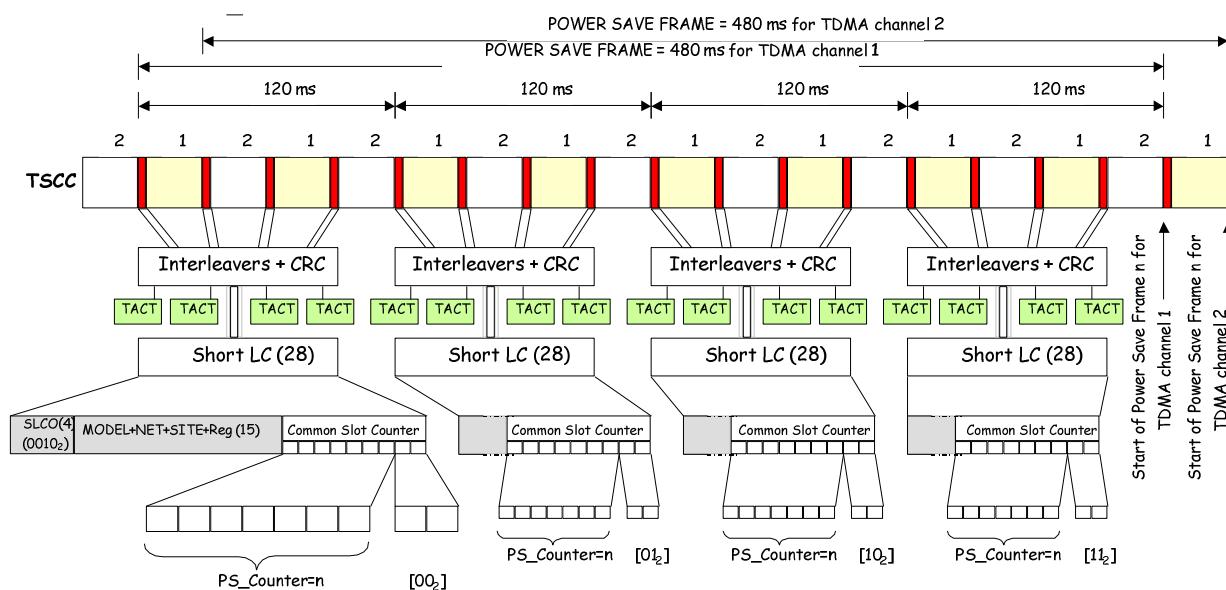 POWER SAVE FRAME = 480 ms for TDMA channel 2
POWER SAVE FRAME = 480 ms for TDMA channel 1
120 ms 120 ms 120 ms 120 ms
2 1 2 1 2 1 2 1 2 1 2 1 2 1 2 1 2 1
TSCC
Interleavers + CRC Interleavers + CRC Interleavers + CRC Interleavers + CRC
TACT TACT TACT TACT TACT TACT TACT TACT TACT TACT TACT TACT TACT TACT TACT TACT
Short LC (28) Short LC (28) Short LC (28) Short LC (28)
Start of Power Save Frame n for
TDMA channel 1
Start of Power Save Frame n for
TDMA channel 2
SLCO(4)
(0010₂)
MODEL+NET+SITE+Reg (15)
Common Slot Counter Common Slot Counter Common Slot Counter Common Slot Counter
PS_Counter=n [00₂] PS_Counter=n [01₂] PS_Counter=n [10₂] PS_Counter=n [11₂]